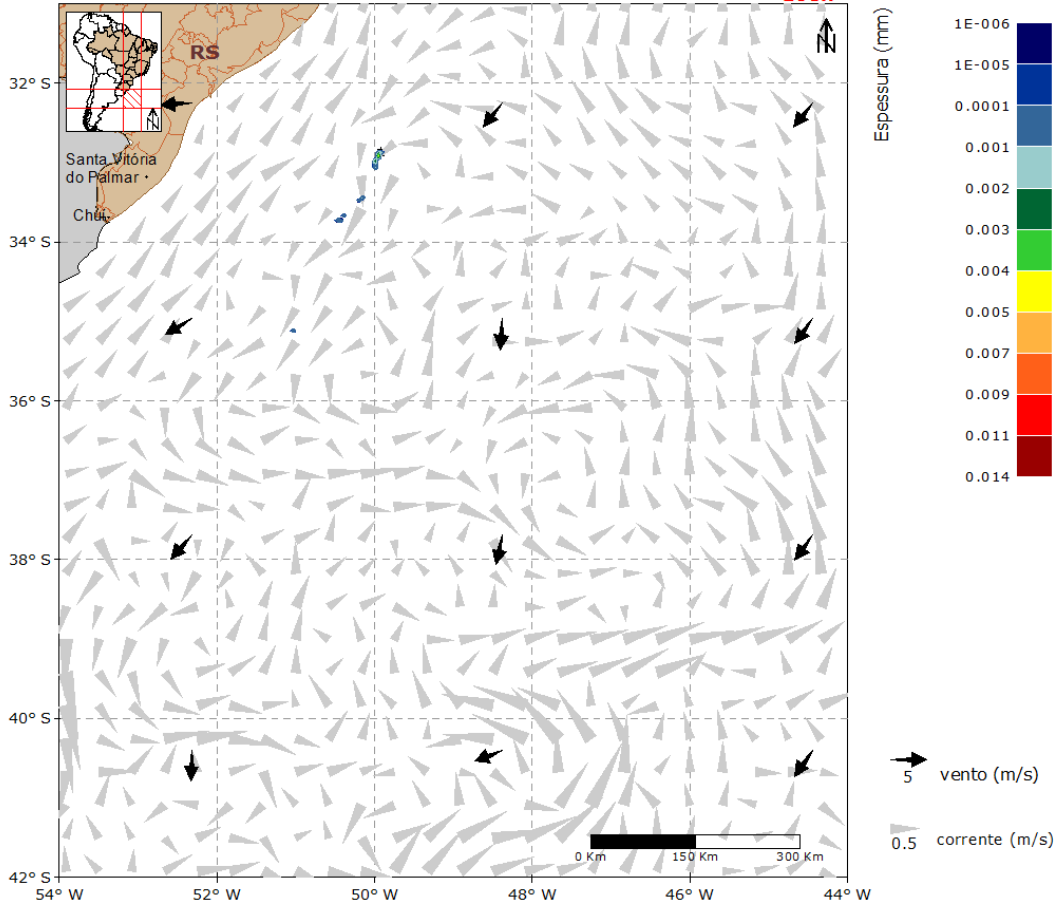 RS
N
N
Santa Vitória
do Palmar
Chuí
32° S
34° S
36° S
38° S
40° S
42° S
54° W
52° W
50° W
48° W
46° W
44° W
0 Km
150 Km
300 Km
Espessura (mm)
1E-006
1E-005
0.0001
0.001
0.002
0.003
0.004
0.005
0.007
0.009
0.011
0.014
5
vento (m/s)
0.5
corrente (m/s)